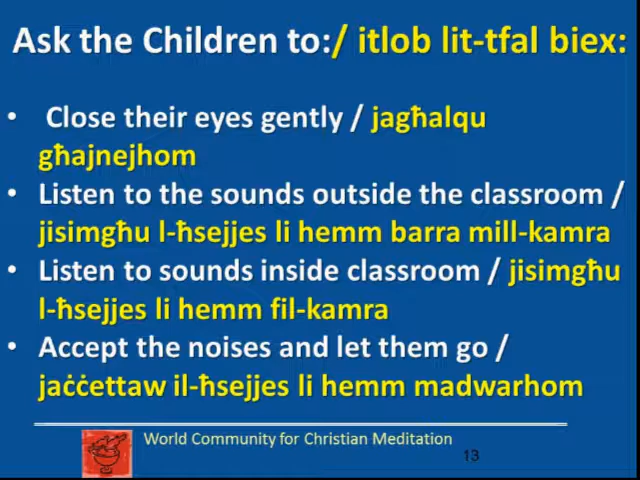 Ask the Children to:/ itlob lit-tfal biex:
• Close their eyes gently / jagħalqu
għajnejhom
• Listen to the sounds outside the classroom /
jisimgħu l-ħsejjes li hemm barra mill-kamra
• Listen to sounds inside classroom / jisimgħu
l-ħsejjes li hemm fil-kamra
• Accept the noises and let them go /
jaċċettaw il-ħsejjes li hemm madwarhom
World Community for Christian Meditation
13